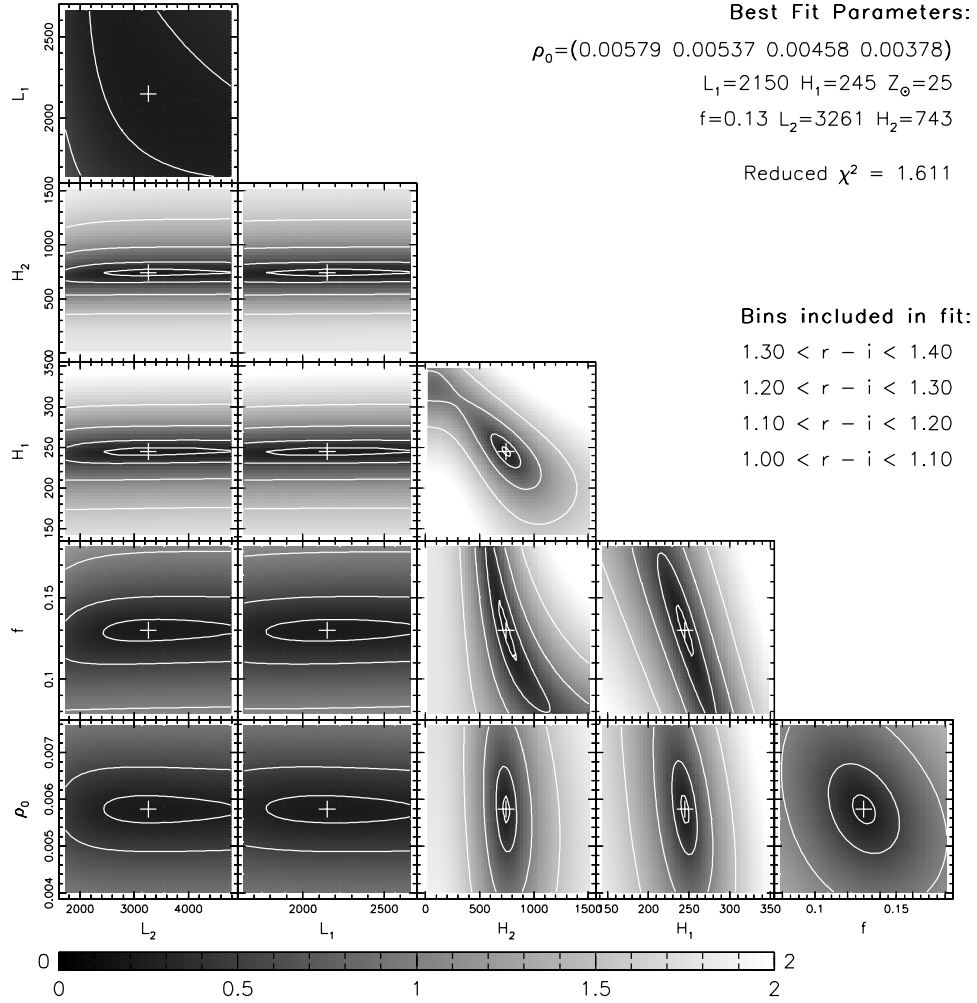 Best Fit Parameters:
ρ₀=(0.00579 0.00537 0.00458 0.00378)
L₁=2150 H₁=245 Z☉=25
f=0.13 L₂=3261 H₂=743
Reduced χ² = 1.611
Bins included in fit:
1.30 < r − i < 1.40
1.20 < r − i < 1.30
1.10 < r − i < 1.20
1.00 < r − i < 1.10
L₁
2500
2000
H₂
1500
1000
500
H₁
350
300
250
200
150
f
0.15
0.1
ρ₀
0.007
0.006
0.005
0.004
2000 3000 4000
2000 2500
0 500 1000 1500
150 200 250 300 350
0.1 0.15
L₂ L₁ H₂ H₁ f
0 2
0 0.5 1 1.5 2